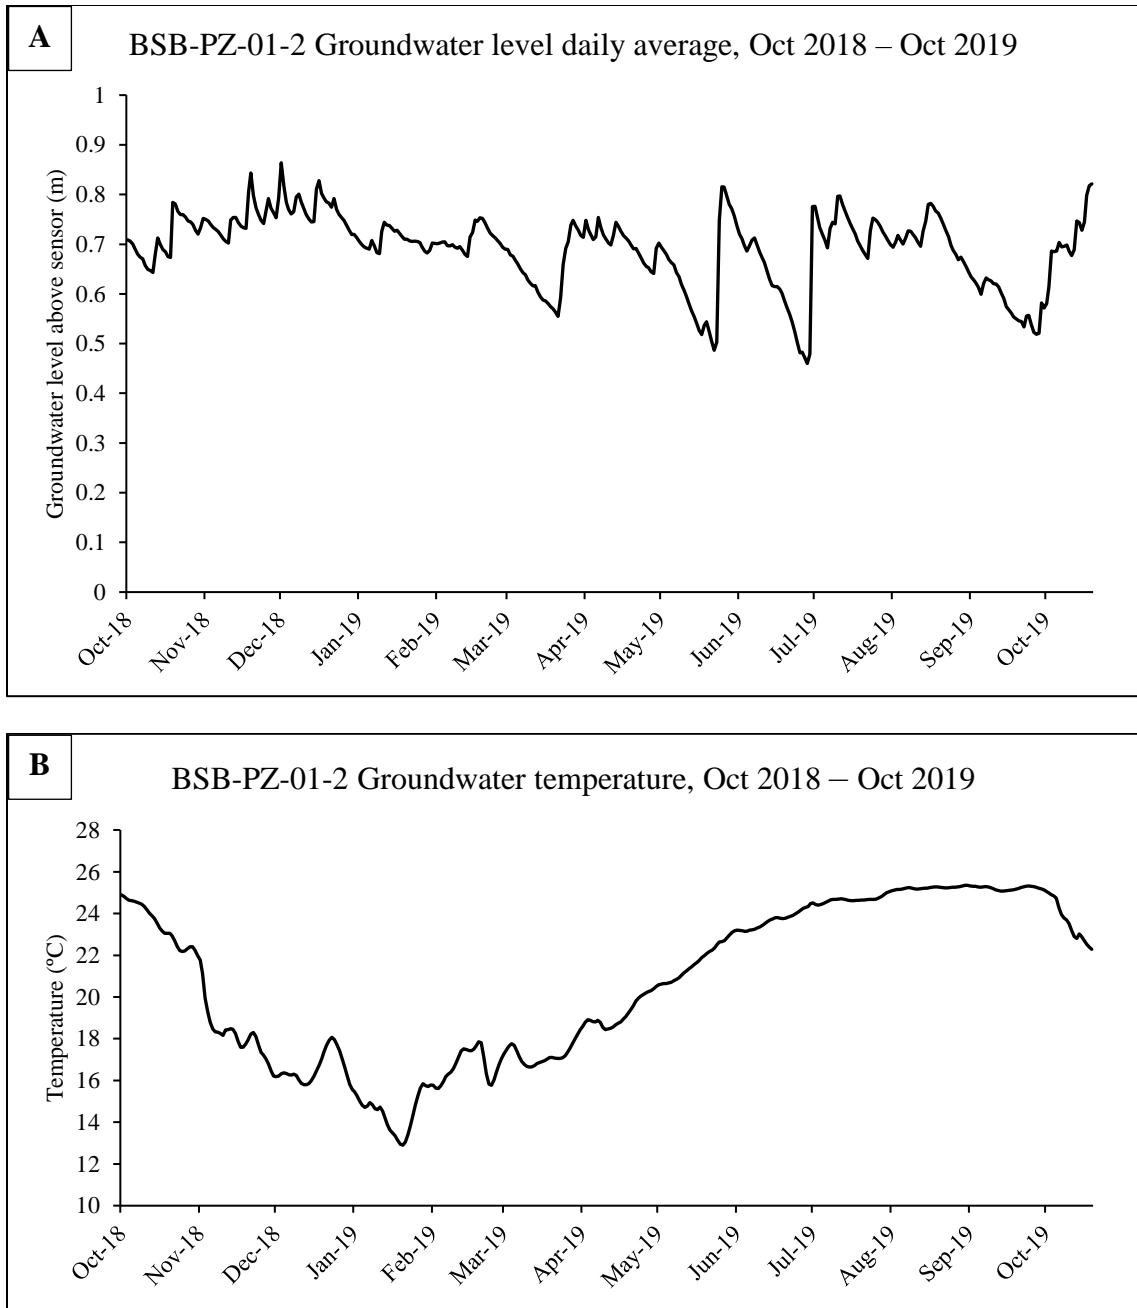 A
BSB-PZ-01-2 Groundwater level daily average, Oct 2018 – Oct 2019
Groundwater level above sensor (m)
1
0.9
0.8
0.7
0.6
0.5
0.4
0.3
0.2
0.1
0
Oct-18
Nov-18
Dec-18
Jan-19
Feb-19
Mar-19
Apr-19
May-19
Jun-19
Jul-19
Aug-19
Sep-19
Oct-19
B
BSB-PZ-01-2 Groundwater temperature, Oct 2018 – Oct 2019
Temperature (°C)
28
26
24
22
20
18
16
14
12
10
Oct-18
Nov-18
Dec-18
Jan-19
Feb-19
Mar-19
Apr-19
May-19
Jun-19
Jul-19
Aug-19
Sep-19
Oct-19